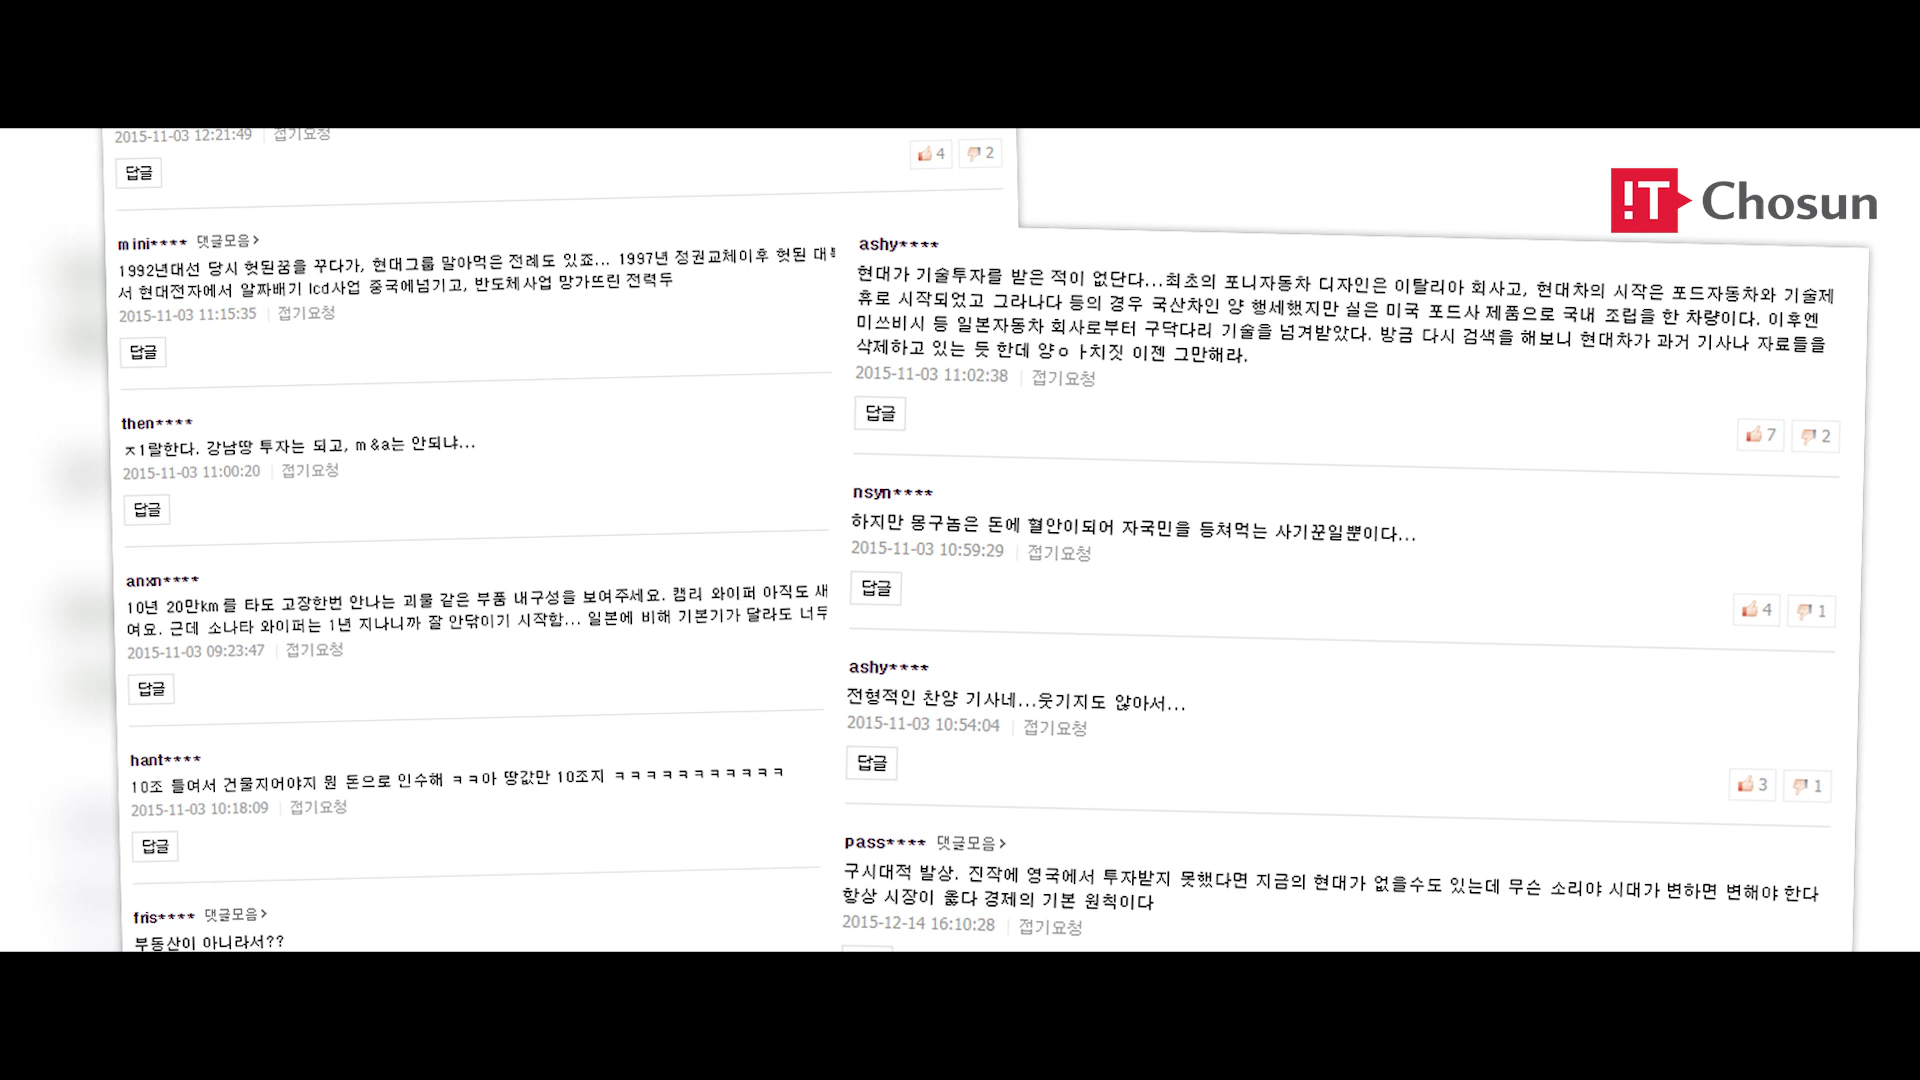 2015-11-03 12:21:49 접기요청
답글
4 2
mini**** 댓글모음
1992년대선 당시 헛된꿈을 꾸다가, 현대그룹 말아먹은 전례도 있죠... 1997년 정권교체이후 헛된
서 현대전자에서 알짜배기 lcd사업 중국에넘기고, 반도체사업 망가뜨린 전력두
2015-11-03 11:15:35 접기요청
답글
then****
ㅈ1랄한다. 강남땅 투자는 되고, m&a는 안되냐...
2015-11-03 11:00:20 접기요청
답글
anxn****
10년 20만km를 타도 고장한번 안나는 괴물 같은 부품 내구성을 보여주세요. 캠리 와이퍼 아직도 새
여요. 근데 소나타 와이퍼는 1년 지나니까 잘 안닦이기 시작함... 일본에 비해 기본기가 달라도
2015-11-03 09:23:47 접기요청
답글
hant****
10조 들여서 건물지어야지 뭔 돈으로 인수해 ㅋㅋ아 땅값만 10조지 ㅋㅋㅋㅋㅋㅋㅋㅋㅋㅋㅋ
2015-11-03 10:18:09 접기요청
답글
fris**** 댓글모음
부동산이 아니라서??
!T Chosun
ashy****
현대가 기술투자를 받은 적이 없단다...최초의 포니자동차 디자인은 이탈리아 회사고, 현대차의 시작은 포드자동차와 기술제
휴로 시작되었고 그라나다 등의 경우 국산차인 양 행세했지만 실은 미국 포드사 제품으로 국내 조립을 한 차량이다. 이후엔
미쓰비시 등 일본자동차 회사로부터 구닥다리 기술을 넘겨받았다. 방금 다시 검색을 해보니 현대차가 과거 기사나 자료들을
삭제하고 있는 듯 한데 양ㅇㅏ치짓 이젠 그만해라.
2015-11-03 11:02:38 접기요청
답글
7 2
nsyn****
하지만 몽구놈은 돈에 혈안이되어 자국민을 등쳐먹는 사기꾼일뿐이다...
2015-11-03 10:59:29 접기요청
답글
4 1
ashy****
전형적인 찬양 기사네...웃기지도 않아서...
2015-11-03 10:54:04 접기요청
답글
3 1
pass**** 댓글모음
구시대적 발상. 진작에 영국에서 투자받지 못했다면 지금의 현대가 없을수도 있는데 무슨 소리야 시대가 변하면 변해야 한다
항상 시장이 옳다 경제의 기본 원칙이다
2015-12-14 16:10:28 접기요청